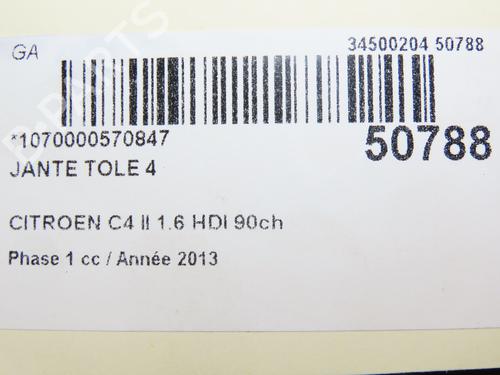 GA
34500204 50788
*1070000570847
50788
JANTE TOLE 4
CITROEN C4 II 1.6 HDI 90ch
Phase 1 cc / Année 2013
B-PARTS